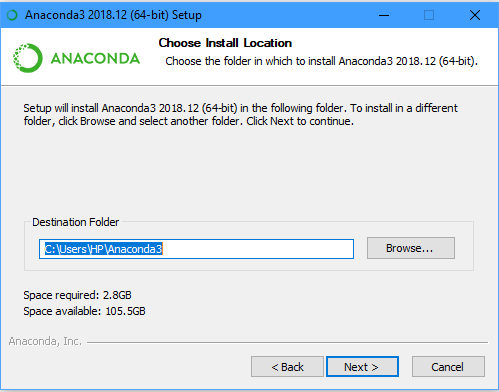 Anaconda3 2018.12 (64-bit) Setup
ANACONDA
Choose Install Location
Choose the folder in which to install Anaconda3 2018.12 (64-bit).
Setup will install Anaconda3 2018.12 (64-bit) in the following folder. To install in a different
folder, click Browse and select another folder. Click Next to continue.
Destination Folder
C:\Users\HP\Anaconda3
Browse...
Space required: 2.8GB
Space available: 105.5GB
Anaconda, Inc.
< Back
Next >
Cancel